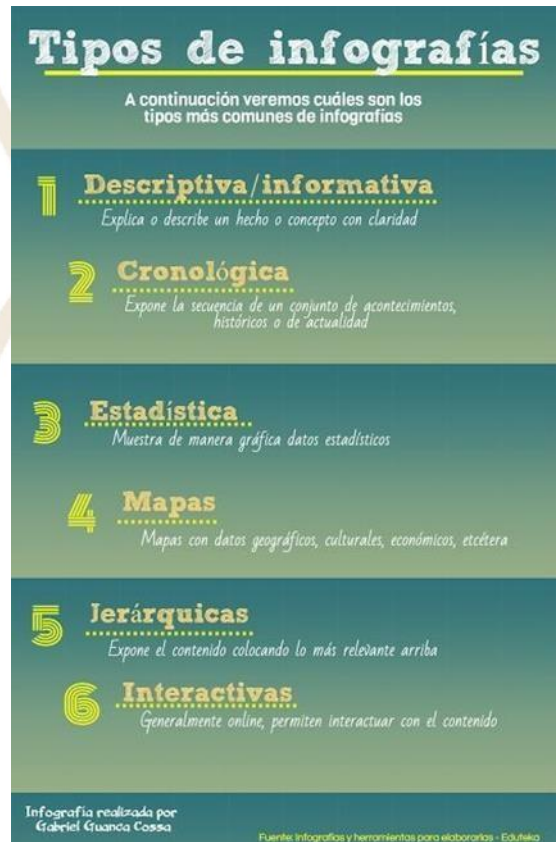 Tipos de infografías
A continuación veremos cuáles son los
tipos más comunes de infografías
1 Descriptiva/informativa
Explica o describe un hecho o concepto con claridad
2 Cronológica
Expone la secuencia de un conjunto de acontecimientos,
históricos o de actualidad
3 Estadística
Muestra de manera gráfica datos estadísticos
4 Mapas
Mapas con datos geográficos, culturales, económicos, etcétera
5 Jerárquicas
Expone el contenido colocando lo más relevante arriba
6 Interactivas
Generalmente online, permiten interactuar con el contenido
Infografía realizada por
Gabriel Guanca Cossa
Fuente: Infografías y herramientas para elaborarlas - Eduteka